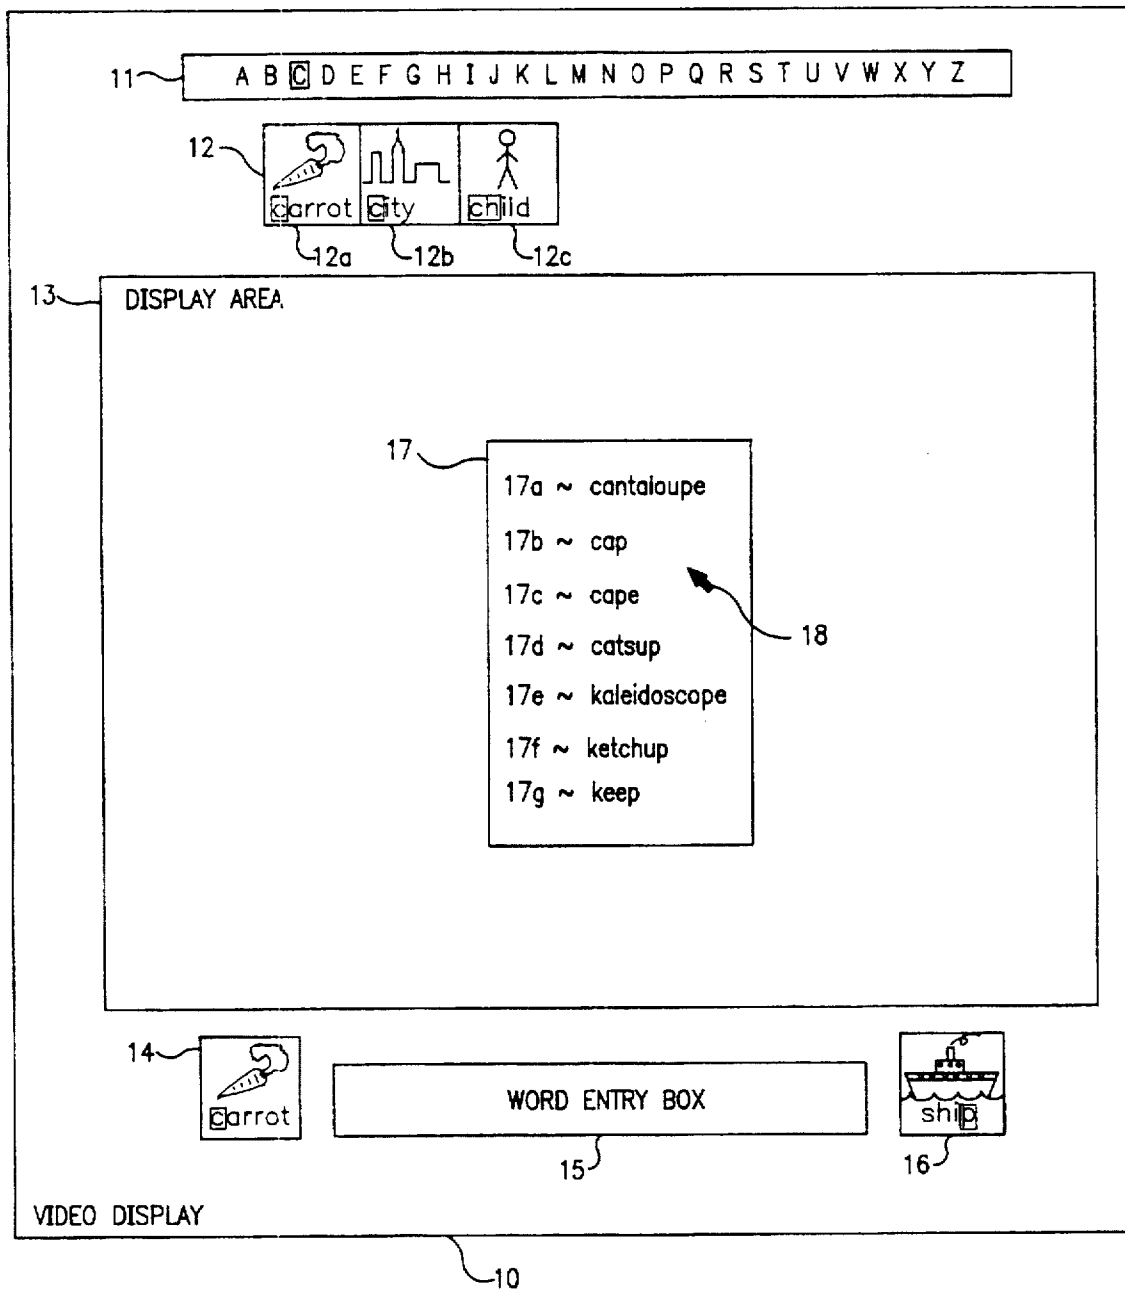 11 A B C D E F G H I J K L M N O P Q R S T U V W X Y Z
12
carrot city child
12a 12b 12c
13 DISPLAY AREA
17
17a ~ cantaloupe
17b ~ cap
17c ~ cape
18
17d ~ catsup
17e ~ kaleidoscope
17f ~ ketchup
17g ~ keep
14
carrot WORD ENTRY BOX ship
15 16
VIDEO DISPLAY
10